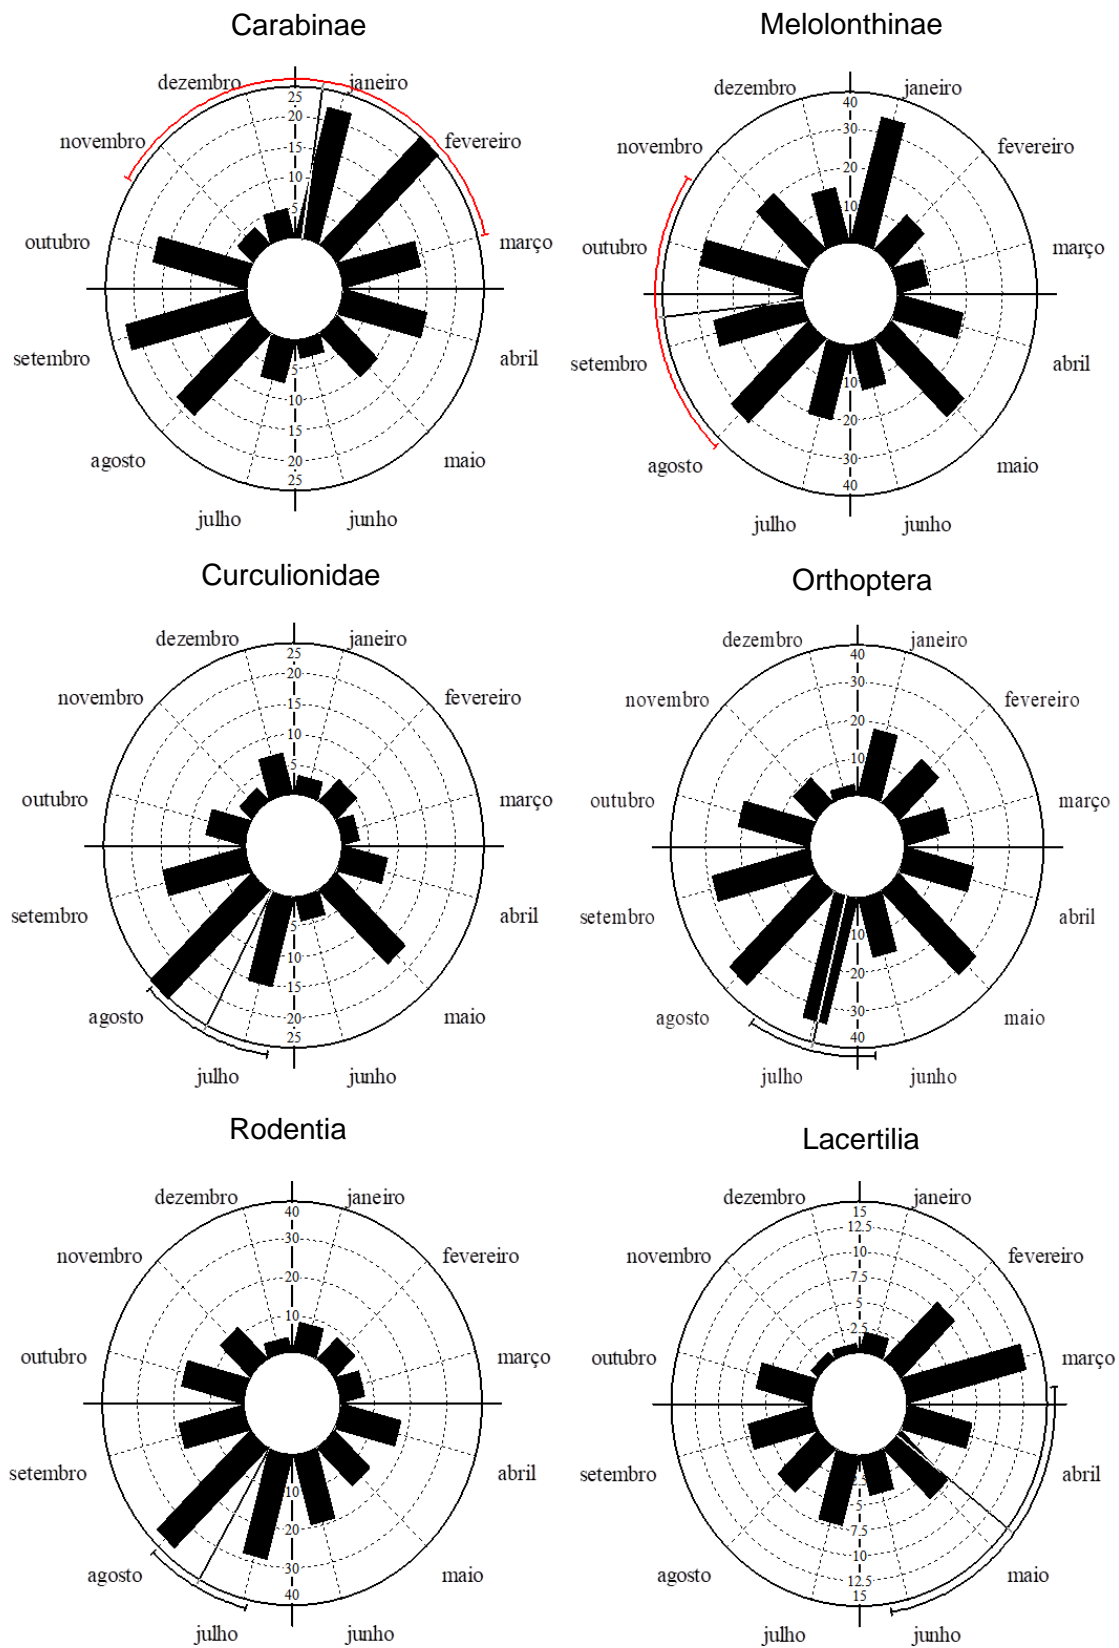 Carabinae
dezembro
janeiro
novembro
fevereiro
outubro
março
setembro
abril
agosto
maio
julho
junho
25
20
15
10
5
5
10
15
20
25
Melolonthinae
dezembro
janeiro
novembro
fevereiro
outubro
março
setembro
abril
agosto
maio
julho
junho
40
30
20
10
10
20
30
40
Curculionidae
dezembro
janeiro
novembro
fevereiro
outubro
março
setembro
abril
agosto
maio
julho
junho
25
20
15
10
5
5
10
15
20
25
Orthoptera
dezembro
janeiro
novembro
fevereiro
outubro
março
setembro
abril
agosto
maio
julho
junho
40
30
20
10
10
20
30
40
Rodentia
dezembro
janeiro
novembro
fevereiro
outubro
março
setembro
abril
agosto
maio
julho
junho
40
30
20
10
10
20
30
40
Lacertilia
dezembro
janeiro
novembro
fevereiro
outubro
março
setembro
abril
agosto
maio
julho
junho
15
12.5
10
7.5
5
2.5
5
7.5
10
12.5
15